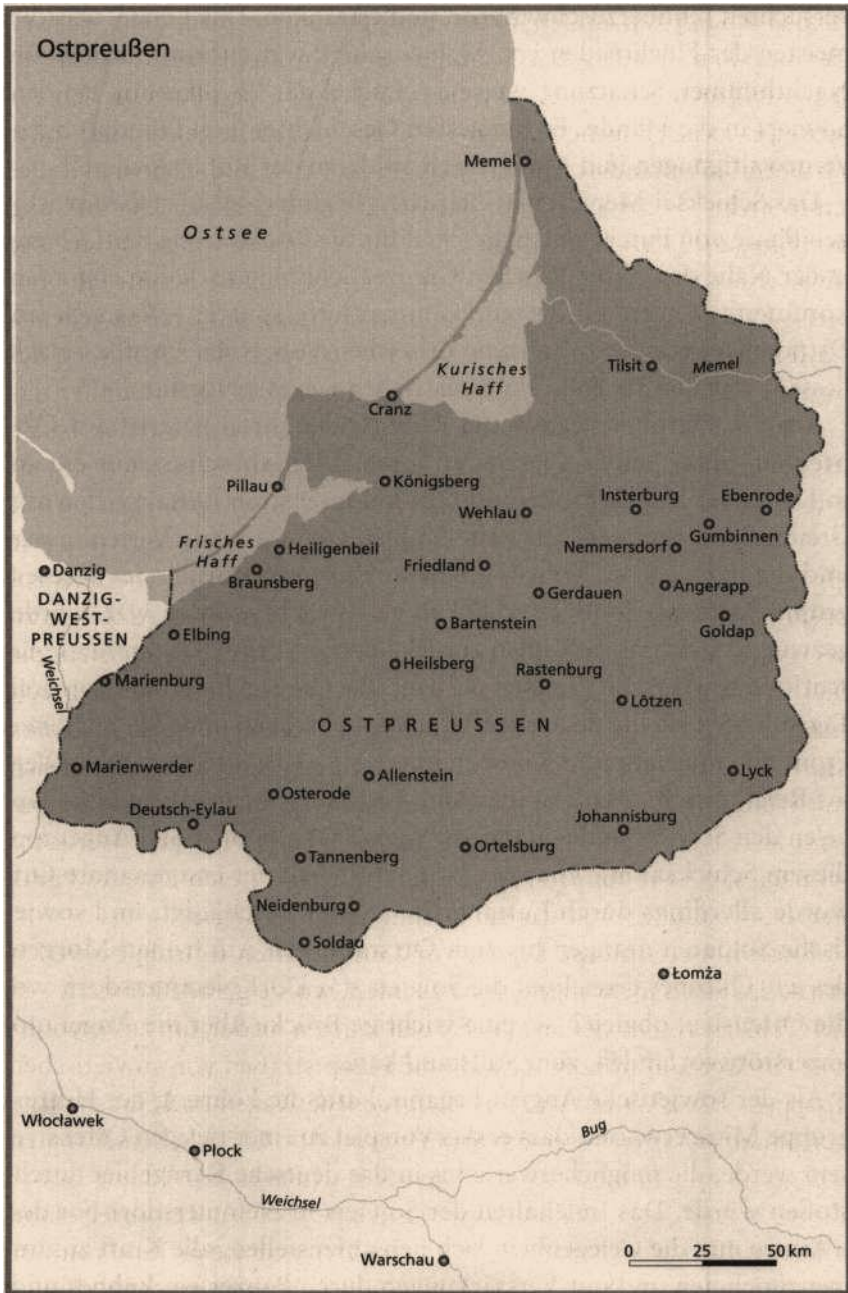 Ostpreußen
Memel
Ostsee
Kurisches
Haff
Tilsit
Memel
Cranz
Pillau
Königsberg
Wehlau
Insterburg
Ebenrode
Gumbinnen
Nemmersdorf
Frisches
Haff
Heiligenbeil
Braunsberg
Friedland
Danzig
DANZIG-
WEST-
PREUSSEN
Gerdauen
Angerapp
Goldap
Elbing
Bartenstein
Weichsel
Marienburg
Heilsberg
Rastenburg
Lôtzen
OSTPREUSSEN
Marienwerder
Allenstein
Lyck
Osterode
Deutsch-Eylau
Johannisburg
Tannenberg
Ortelsburg
Neidenburg
Soldau
Łomża
Włocławek
Plock
Bug
Weichsel
Warschau
0 25 50 km